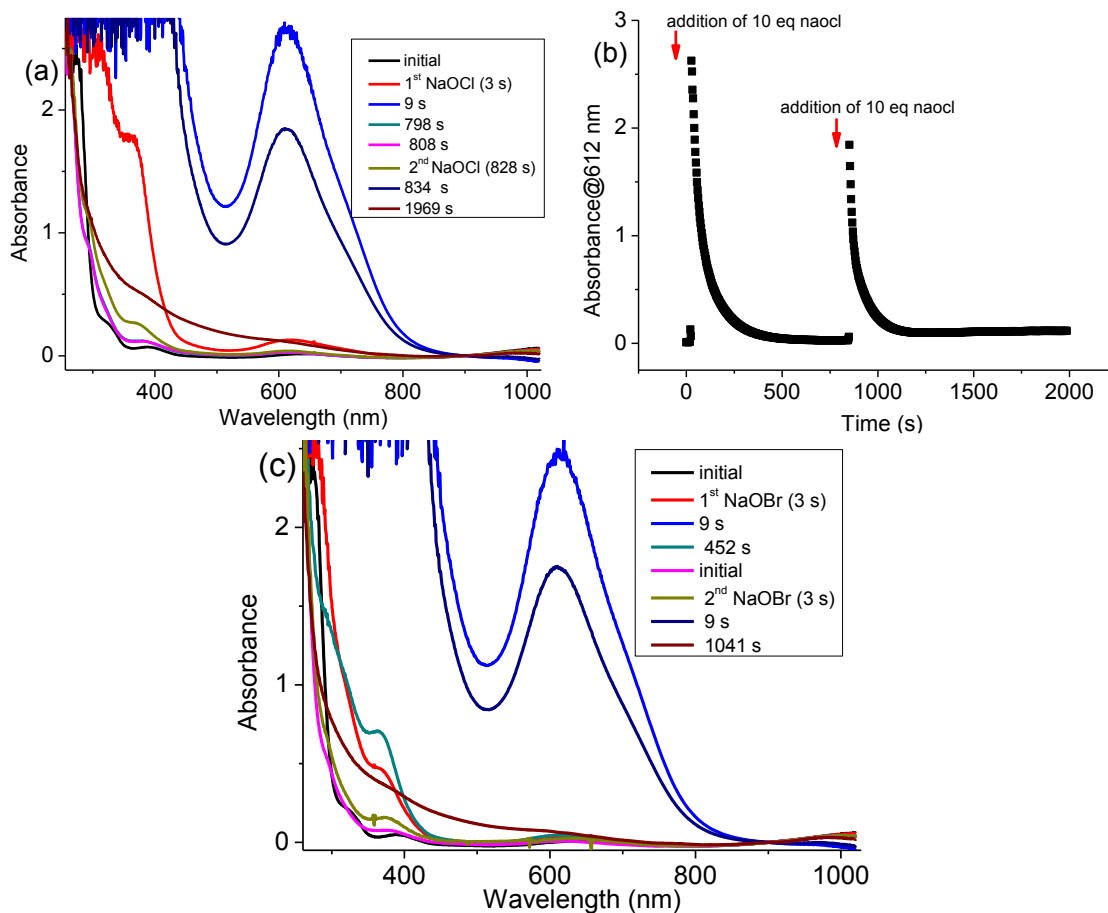 (a)
3
2
1
0
Absorbance
400
600
800
1000
Wavelength (nm)
initial
1st NaOCl (3 s)
9 s
798 s
808 s
2nd NaOCl (828 s)
834 s
1969 s
(b)
addition of 10 eq naocl
addition of 10 eq naocl
3
2
1
0
Absorbance@612 nm
0
500
1000
1500
2000
Time (s)
(c)
2
1
0
Absorbance
400
600
800
1000
Wavelength (nm)
initial
1st NaOBr (3 s)
9 s
452 s
initial
2nd NaOBr (3 s)
9 s
1041 s